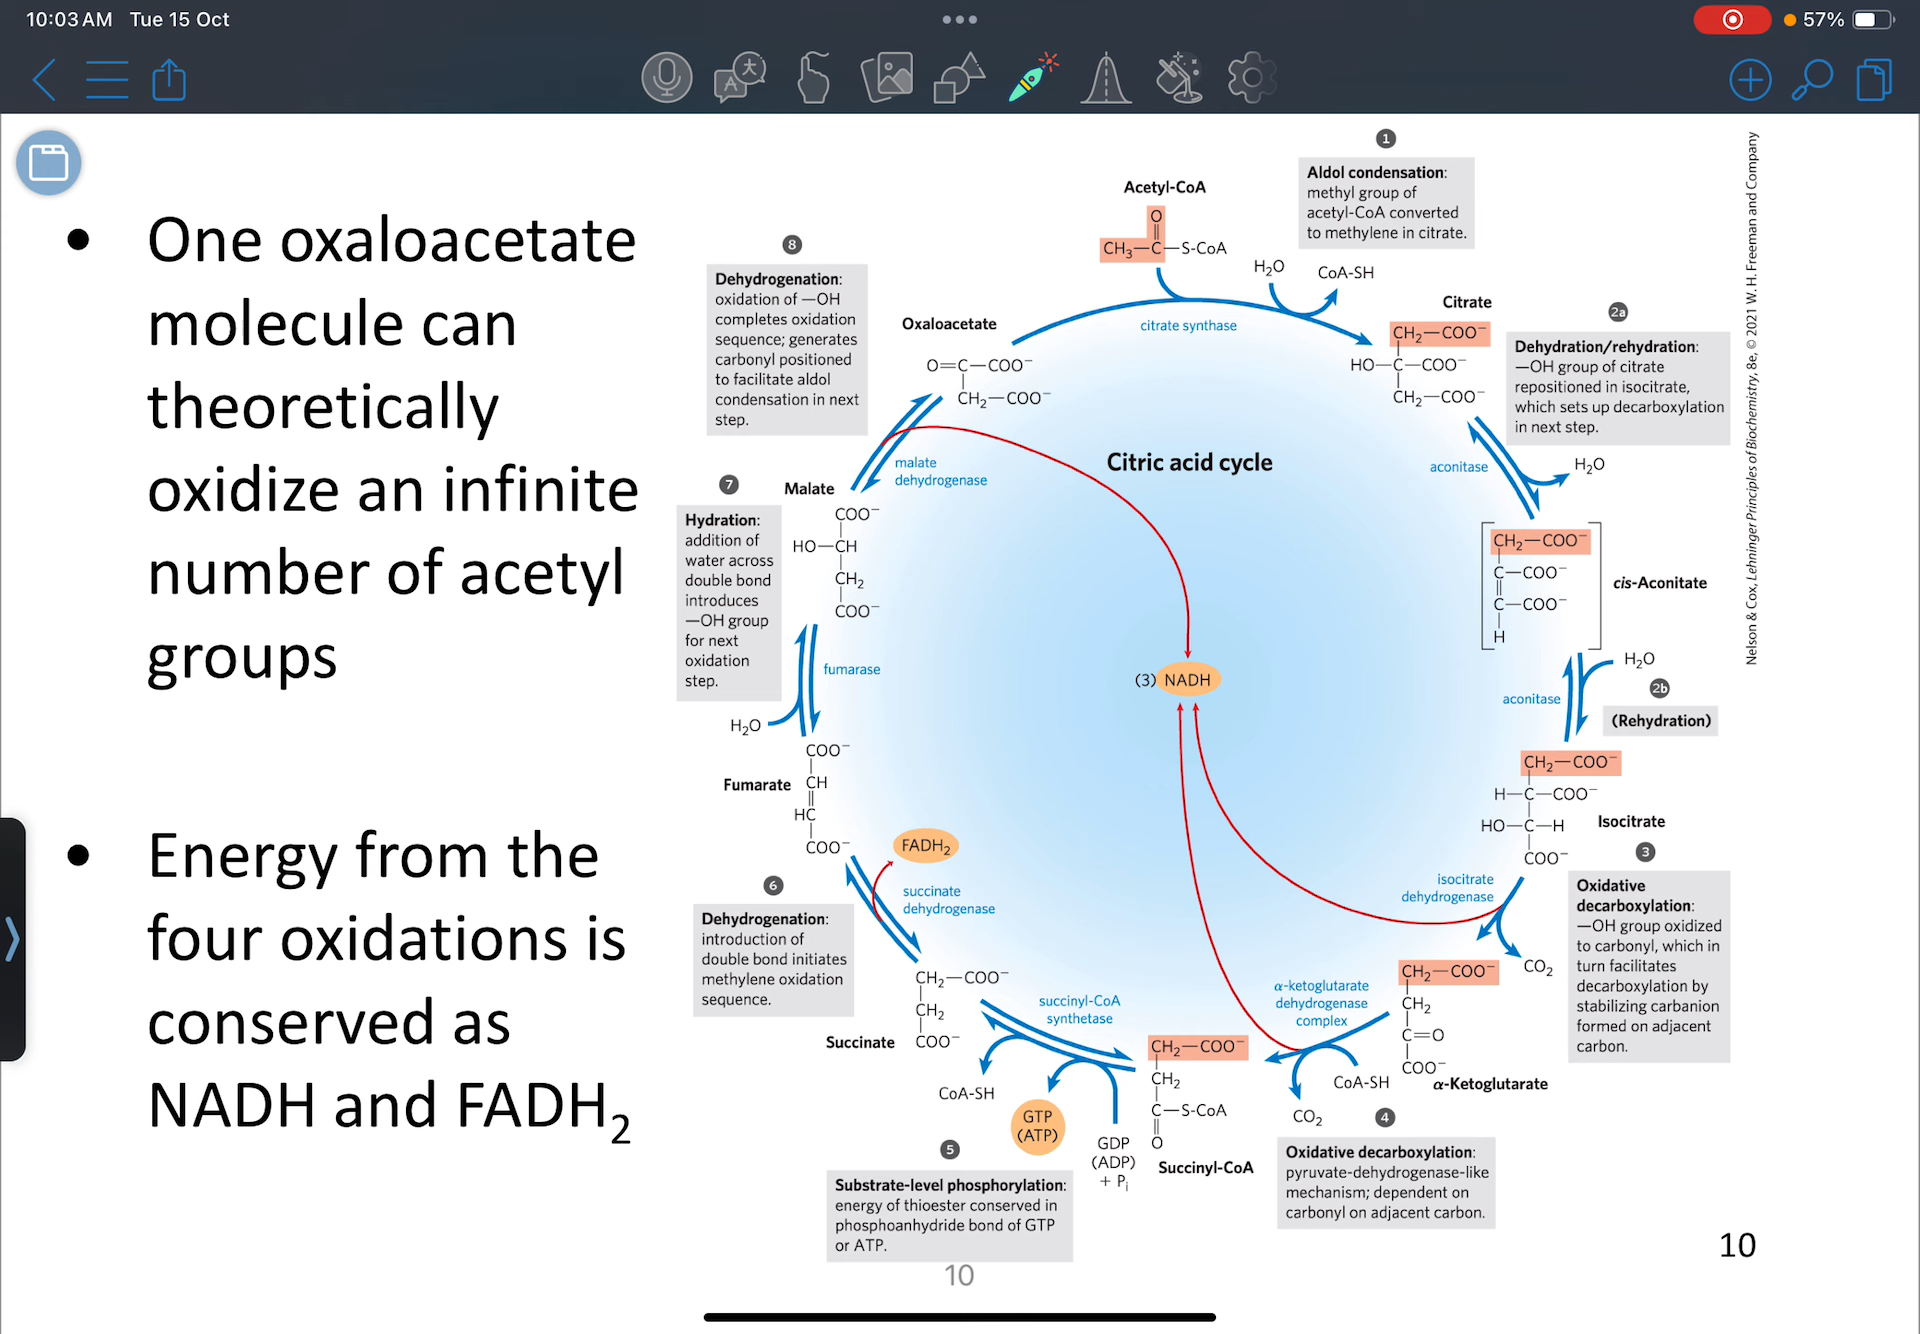 10:03 AM Tue 15 Oct
57%
• One oxaloacetate
molecule can
theoretically
oxidize an infinite
number of acetyl
groups
• Energy from the
four oxidations is
conserved as
NADH and FADH₂
1
Aldol condensation:
methyl group of
acetyl-CoA converted
to methylene in citrate.
Acetyl-CoA
O
CH₃—C—S-CoA
H₂O
CoA-SH
citrate synthase
Citrate
CH₂—COO⁻
HO—C—COO⁻
CH₂—COO⁻
2a
Dehydration/rehydration:
—OH group of citrate
repositioned in isocitrate,
which sets up decarboxylation
in next step.
aconitase
H₂O
CH₂—COO⁻
C—COO⁻
C—COO⁻
H
cis-Aconitate
H₂O
aconitase
2b
(Rehydration)
CH₂—COO⁻
H—C—COO⁻
HO—C—H
COO⁻
Isocitrate
3
Oxidative
decarboxylation:
—OH group oxidized
to carbonyl, which in
turn facilitates
decarboxylation by
stabilizing carbanion
formed on adjacent
carbon.
isocitrate
dehydrogenase
CO₂
CH₂—COO⁻
CH₂
C=O
COO⁻
α-Ketoglutarate
α-ketoglutarate
dehydrogenase
complex
CoA-SH
CO₂
4
Oxidative decarboxylation:
pyruvate-dehydrogenase-like
mechanism; dependent on
carbonyl on adjacent carbon.
CH₂—COO⁻
CH₂
C—S-CoA
O
Succinyl-CoA
succinyl-CoA
synthetase
GDP
(ADP)
+ Pᵢ
GTP
(ATP)
CoA-SH
5
Substrate-level phosphorylation:
energy of thioester conserved in
phosphoanhydride bond of GTP
or ATP.
CH₂—COO⁻
CH₂
COO⁻
Succinate
6
Dehydrogenation:
introduction of
double bond initiates
methylene oxidation
sequence.
succinate
dehydrogenase
FADH₂
COO⁻
CH
HC
COO⁻
Fumarate
H₂O
fumarase
7
Hydration:
addition of
water across
double bond
introduces
—OH group
for next
oxidation
step.
Malate
COO⁻
HO—CH
CH₂
COO⁻
malate
dehydrogenase
8
Dehydrogenation:
oxidation of —OH
completes oxidation
sequence; generates
carbonyl positioned
to facilitate aldol
condensation in next
step.
Oxaloacetate
O=C—COO⁻
CH₂—COO⁻
Citric acid cycle
(3) NADH
Nelson & Cox, Lehninger Principles of Biochemistry, 8e, © 2021 W. H. Freeman and Company
10
10